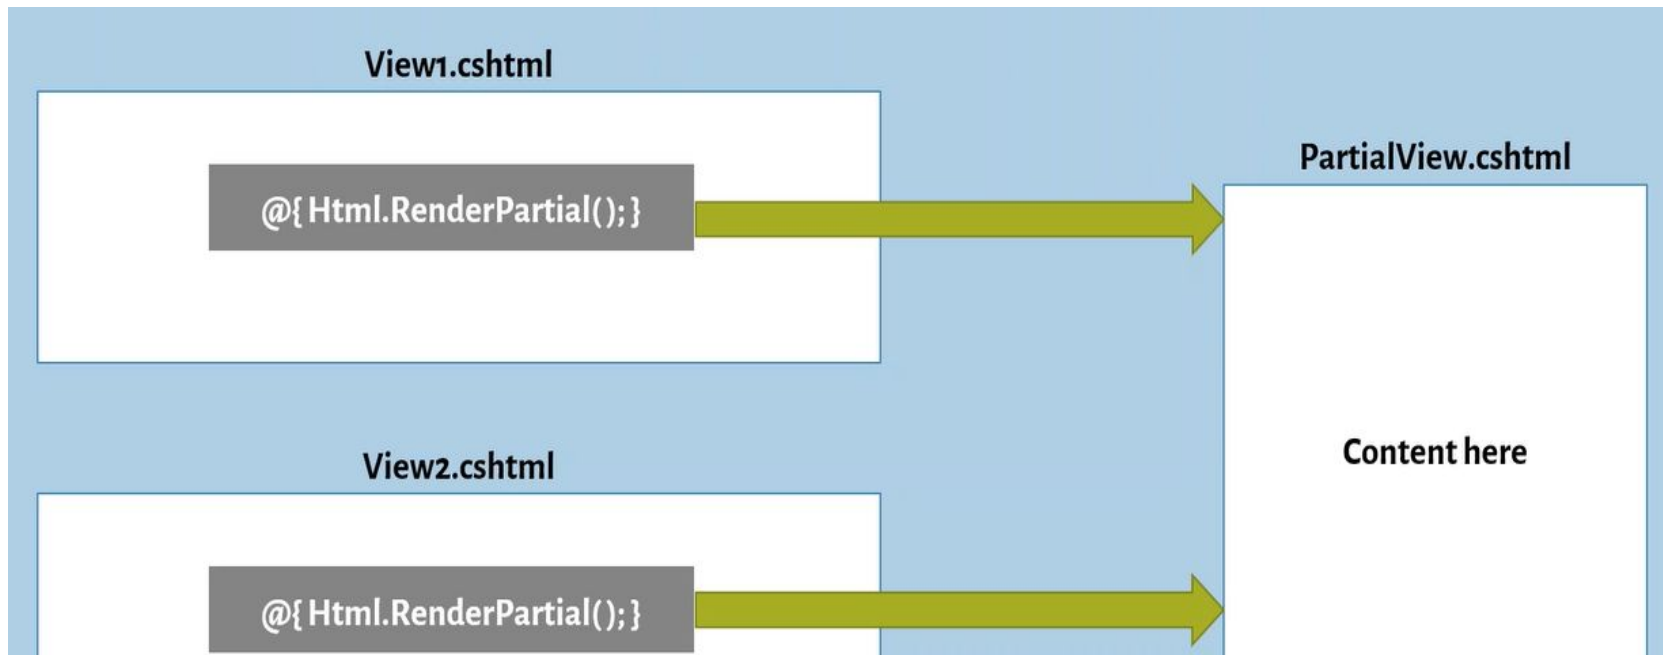 View1.cshtml
@{ Html.RenderPartial(); }
PartialView.cshtml
Content here
View2.cshtml
@{ Html.RenderPartial(); }